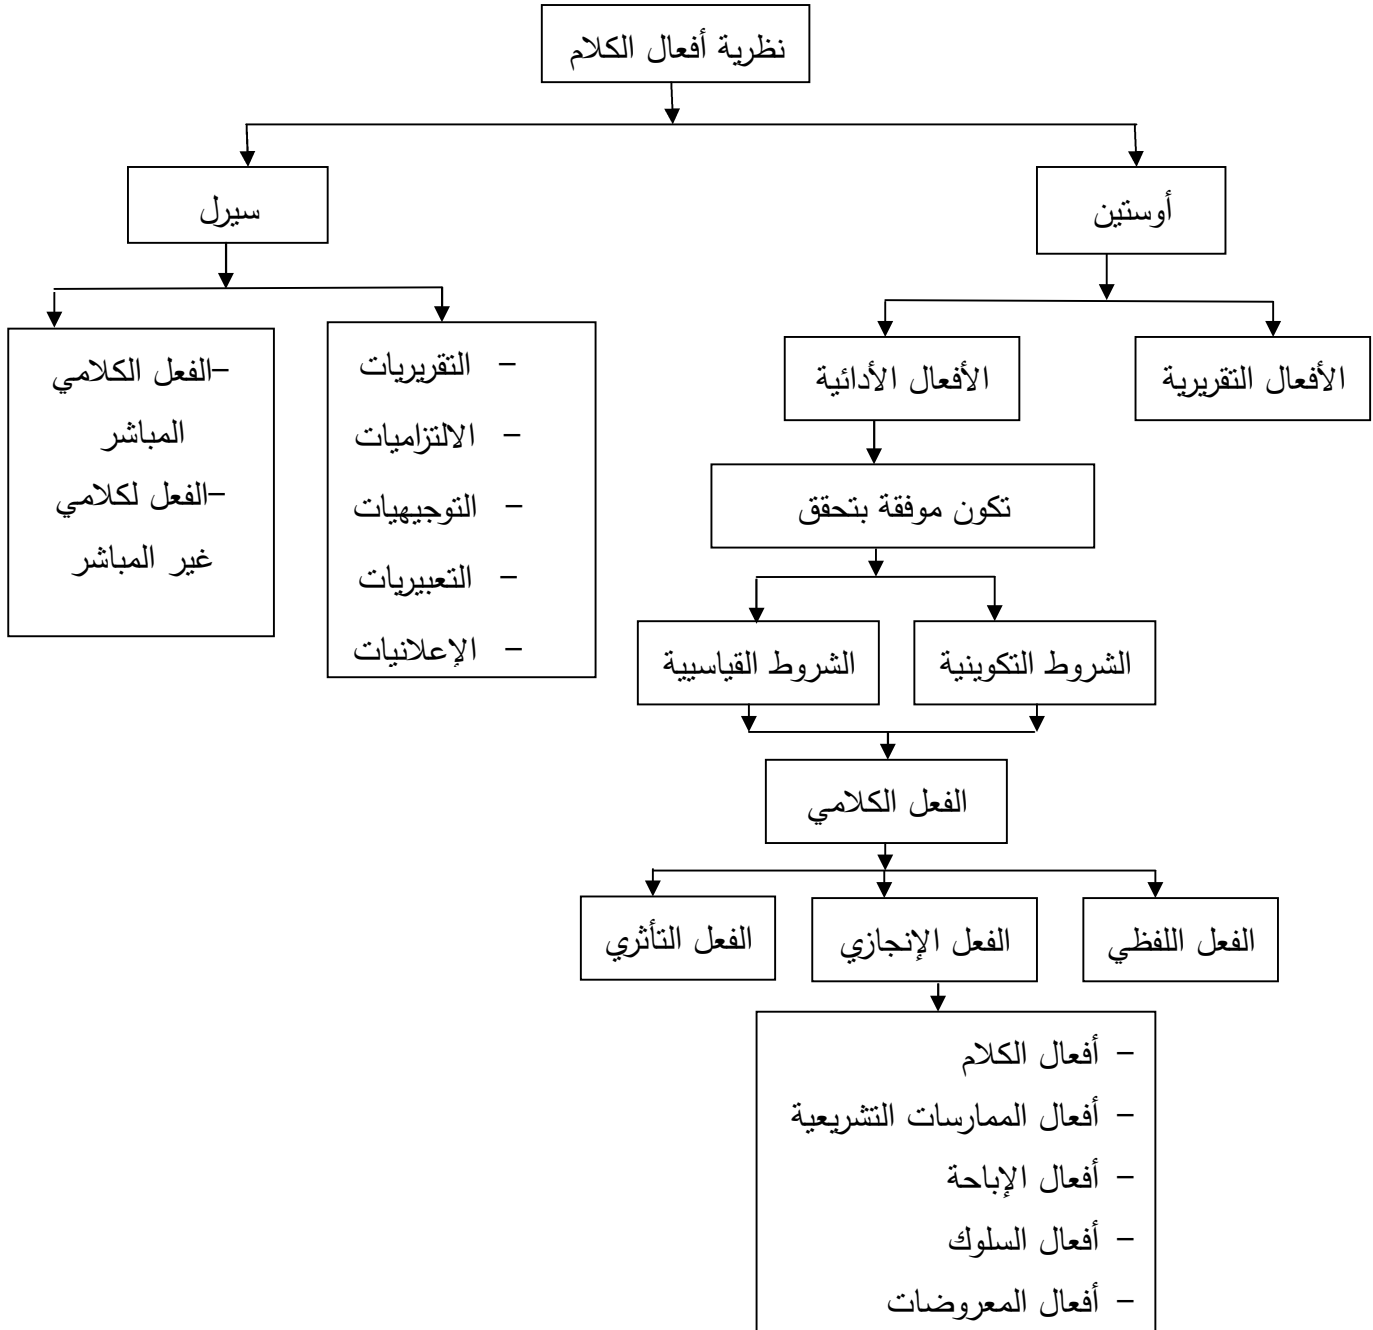 نظرية أفعال الكلام
أوستين
سيرل
الأفعال التقريرية
الأفعال الأدائية
تكون موفقة بتحقق
الشروط التكوينية
الشروط القياسيية
الفعل الكلامي
الفعل اللفظي
الفعل الإنجازي
الفعل التأثري
- أفعال الكلام
- أفعال الممارسات التشريعية
- أفعال الإباحة
- أفعال السلوك
- أفعال المعروضات
- التقريريات
- الالتزاميات
- التوجيهيات
- التعبيريات
- الإعلانيات
-الفعل الكلامي
المباشر
-الفعل لكلامي
غير المباشر